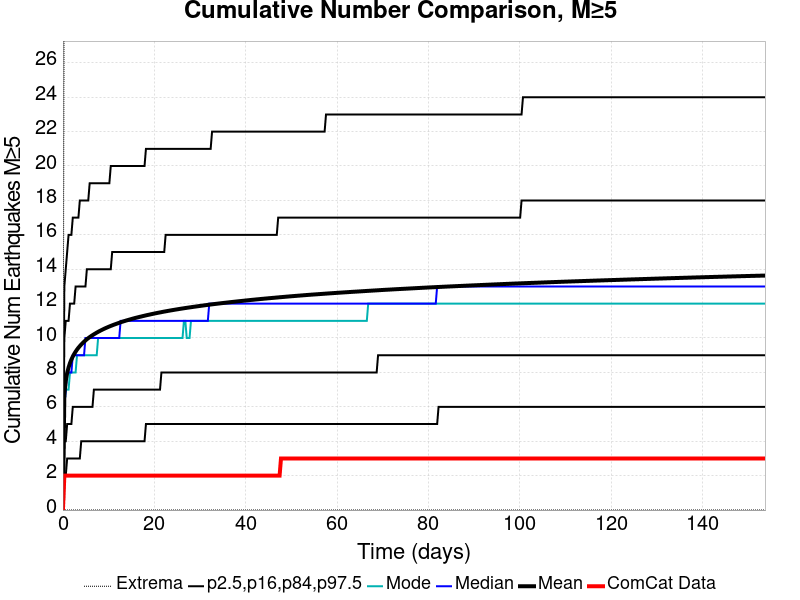 Cumulative Number Comparison, M≥5
Cumulative Num Earthquakes M≥5
26
24
22
20
18
16
14
12
10
8
6
4
2
0
0 20 40 60 80 100 120 140
Time (days)
Extrema p2.5,p16,p84,p97.5 Mode Median Mean ComCat Data